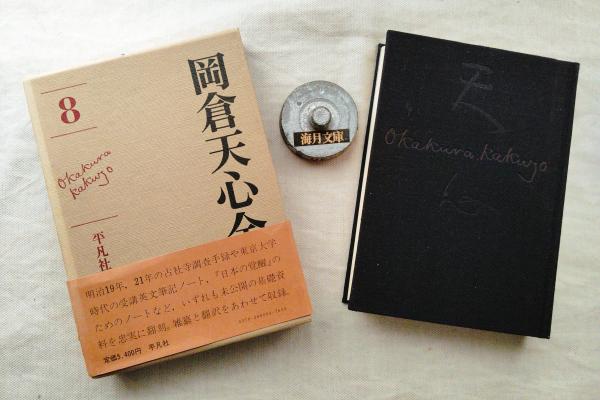 岡倉天心全
8
Okakura
Kakuzo
平凡社
明治19年，21年の古社寺調査手録や東京大学
時代の受講英文筆記ノート，『日本の覚醒』の
ためのノートなど，いずれも未公開の基礎資
料を忠実に翻刻。雑纂と翻訳をあわせて収録。
定価5,400円 平凡社
海月文庫
天
心
Okakura Kakuzo